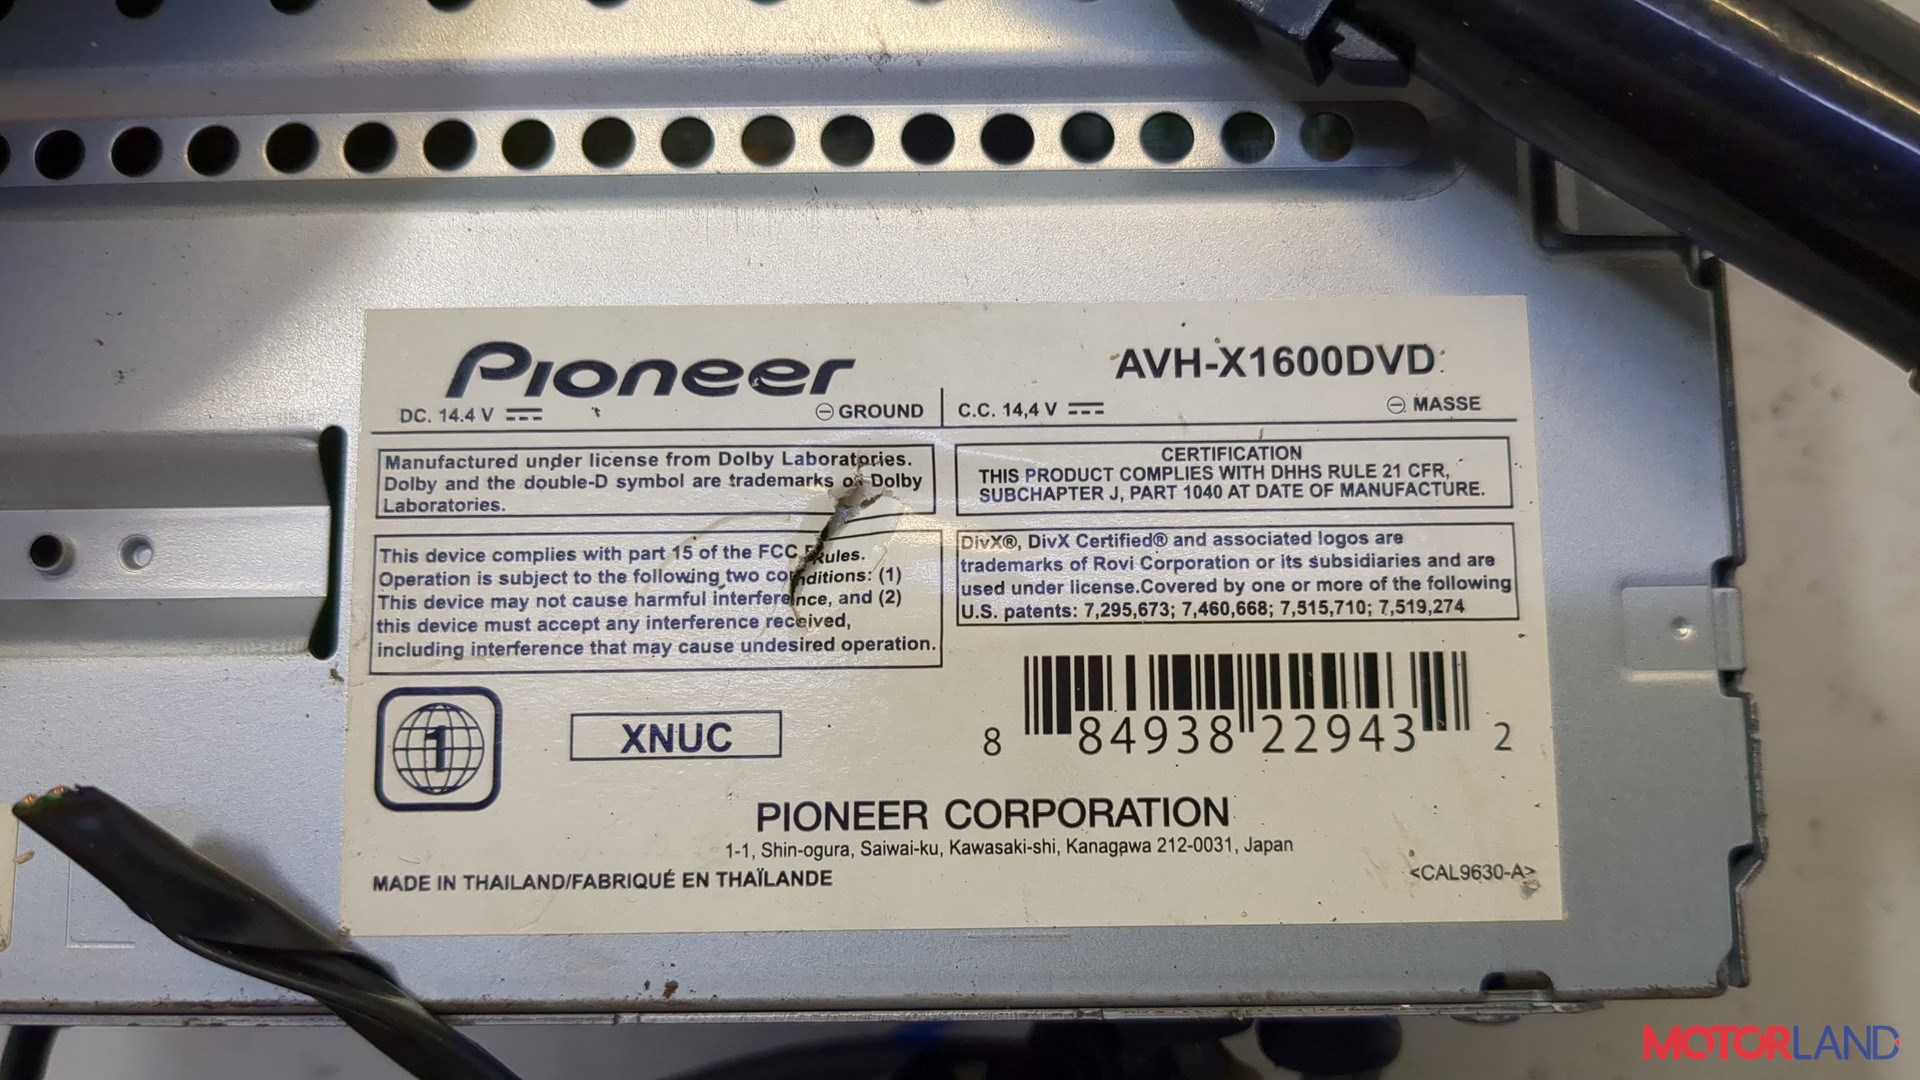 Pioneer
AVH-X1600DVD
DC. 14.4 V
GROUND
C.C. 14,4 V
MASSE
Manufactured under license from Dolby Laboratories.
Dolby and the double-D symbol are trademarks of Dolby
Laboratories.
CERTIFICATION
THIS PRODUCT COMPLIES WITH DHHS RULE 21 CFR,
SUBCHAPTER J, PART 1040 AT DATE OF MANUFACTURE.
This device complies with part 15 of the FCC Rules.
Operation is subject to the following two conditions: (1)
This device may not cause harmful interference, and (2)
this device must accept any interference received,
including interference that may cause undesired operation.
DivX®, DivX Certified® and associated logos are
trademarks of Rovi Corporation or its subsidiaries and are
used under license.Covered by one or more of the following
U.S. patents: 7,295,673; 7,460,668; 7,515,710; 7,519,274
1
XNUC
8 84938 22943 2
PIONEER CORPORATION
1-1, Shin-ogura, Saiwai-ku, Kawasaki-shi, Kanagawa 212-0031, Japan
MADE IN THAILAND/FABRIQUÉ EN THAÏLANDE
<CAL9630-A>
MOTORLAND